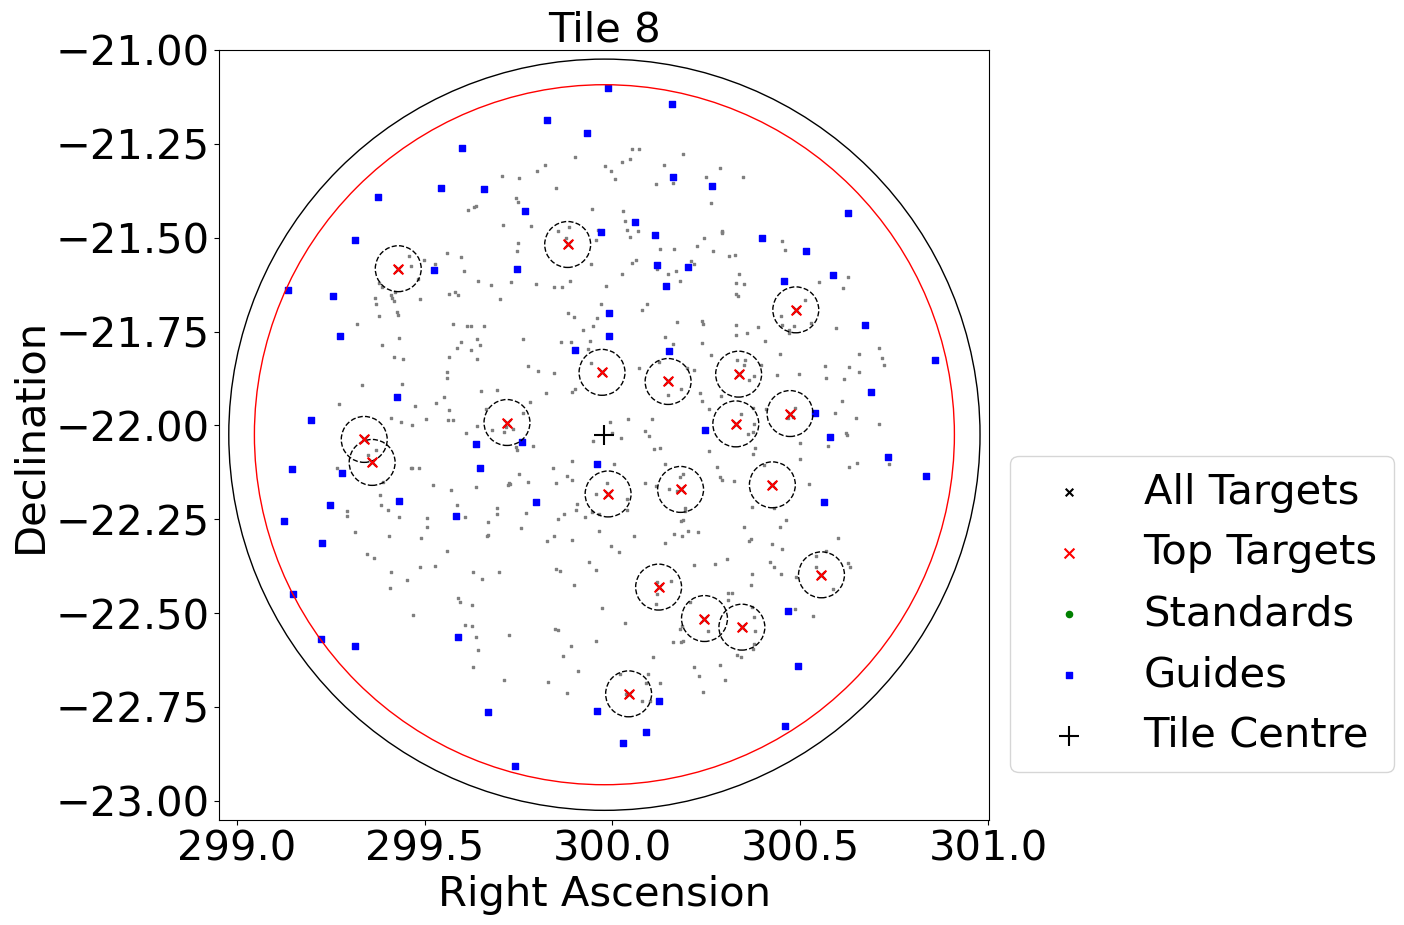 Tile 8
−21.00
−21.25
−21.50
−21.75
−22.00
−22.25
−22.50
−22.75
−23.00
Declination
299.0 299.5 300.0 300.5 301.0
Right Ascension
All Targets
Top Targets
Standards
Guides
Tile Centre